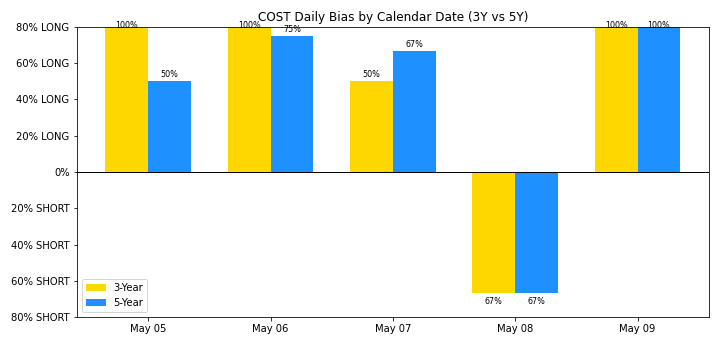 COST Daily Bias by Calendar Date (3Y vs 5Y)
80% LONG
60% LONG
40% LONG
20% LONG
0%
20% SHORT
40% SHORT
60% SHORT
80% SHORT
100%
50%
100%
75%
50%
67%
67%
67%
100%
100%
3-Year
5-Year
May 05
May 06
May 07
May 08
May 09